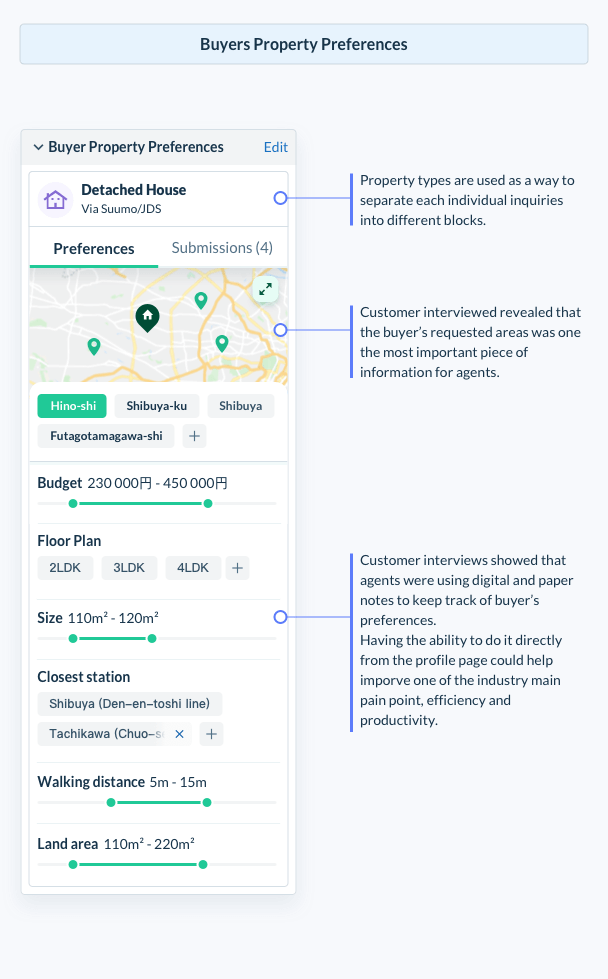 Buyers Property Preferences
Buyer Property Preferences Edit
Detached House
Via Suumo/JDS
Preferences Submissions (4)
Hino-shi Shibuya-ku Shibuya
Futagotamagawa-shi +
Budget 230 000円 - 450 000円
Floor Plan
2LDK 3LDK 4LDK +
Size 110m² - 120m²
Closest station
Shibuya (Den-en-toshi line)
Tachikawa (Chuo-s × +
Walking distance 5m - 15m
Land area 110m² - 220m²
Property types are used as a way to
separate each individual inquiries
into different blocks.
Customer interviewed revealed that
the buyer's requested areas was one
the most important piece of
information for agents.
Customer interviews showed that
agents were using digital and paper
notes to keep track of buyer's
preferences.
Having the ability to do it directly
from the profile page could help
imporve one of the industry main
pain point, efficiency and
productivity.